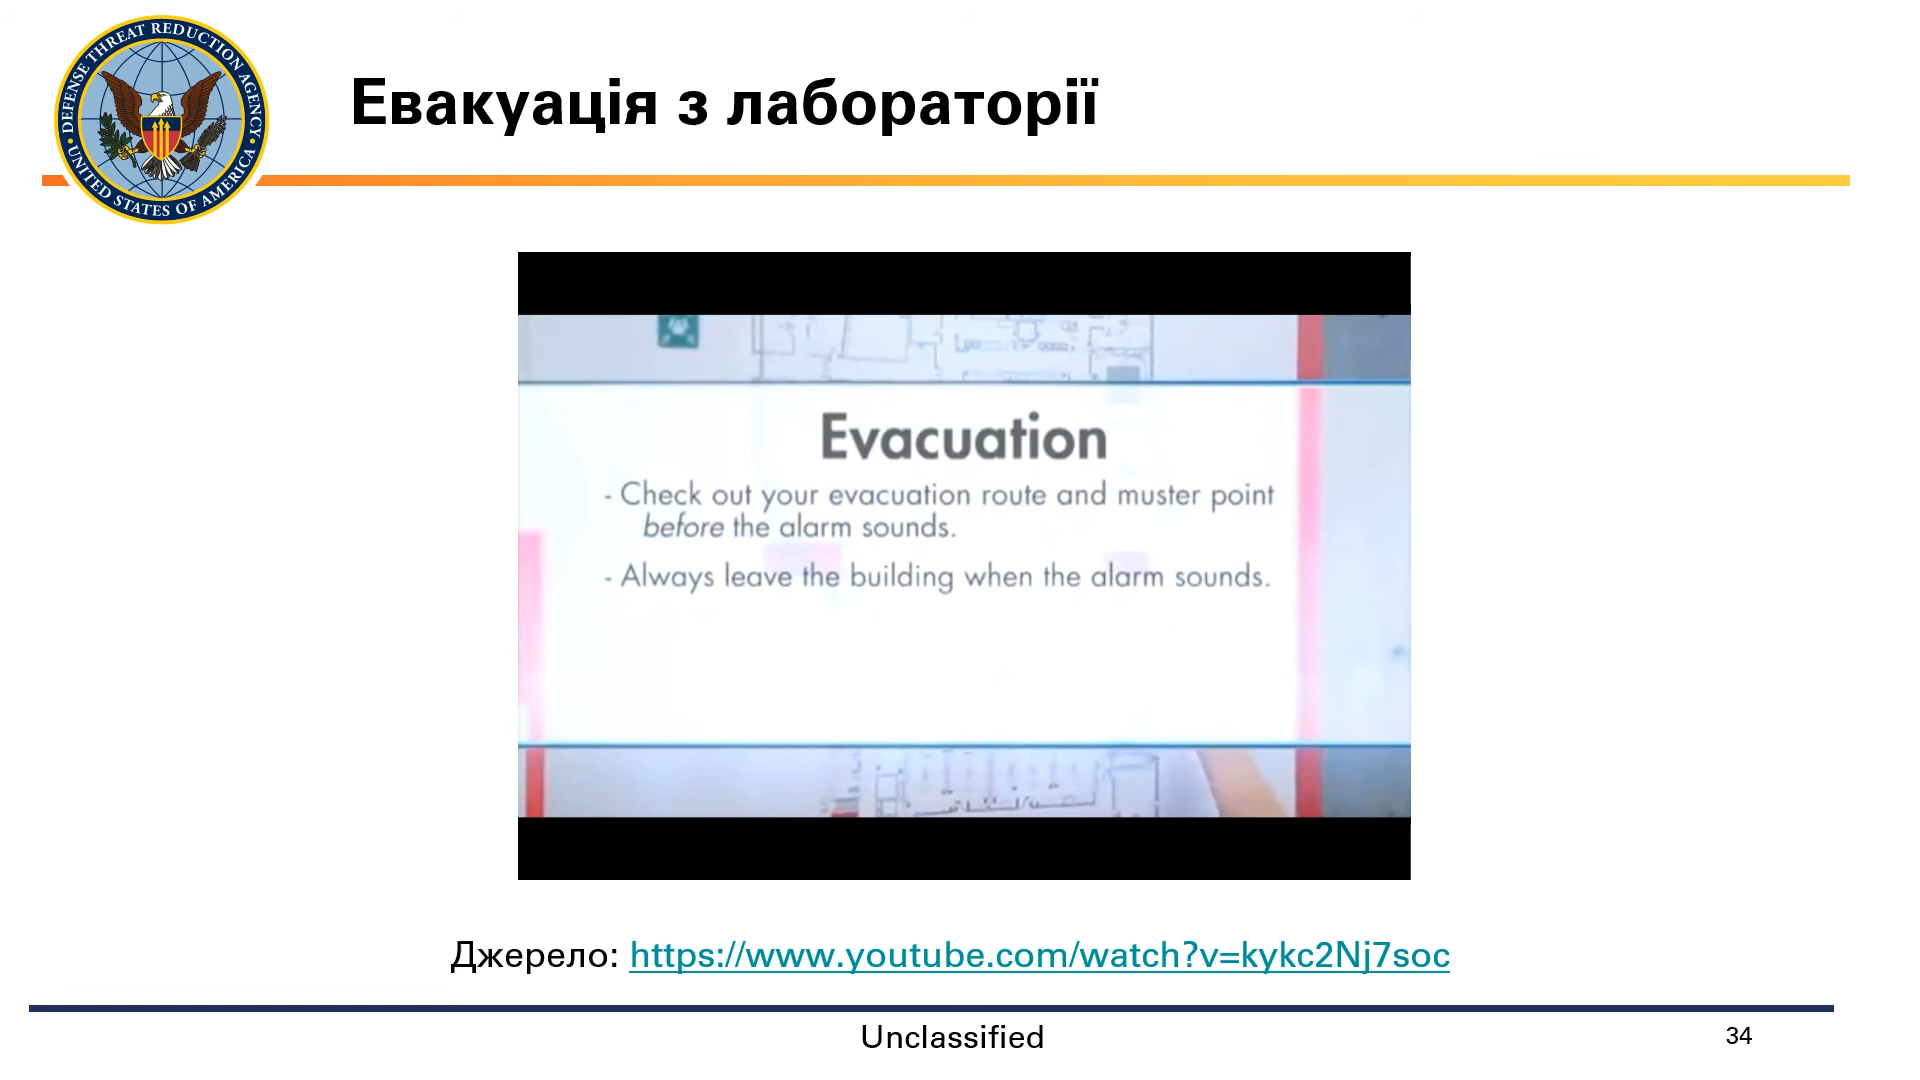 DEFENSE THREAT REDUCTION AGENCY
UNITED STATES OF AMERICA
Евакуація з лабораторії
Evacuation
- Check out your evacuation route and muster point
before the alarm sounds.
- Always leave the building when the alarm sounds.
Джерело: https://www.youtube.com/watch?v=kykc2Nj7soc
Unclassified
34